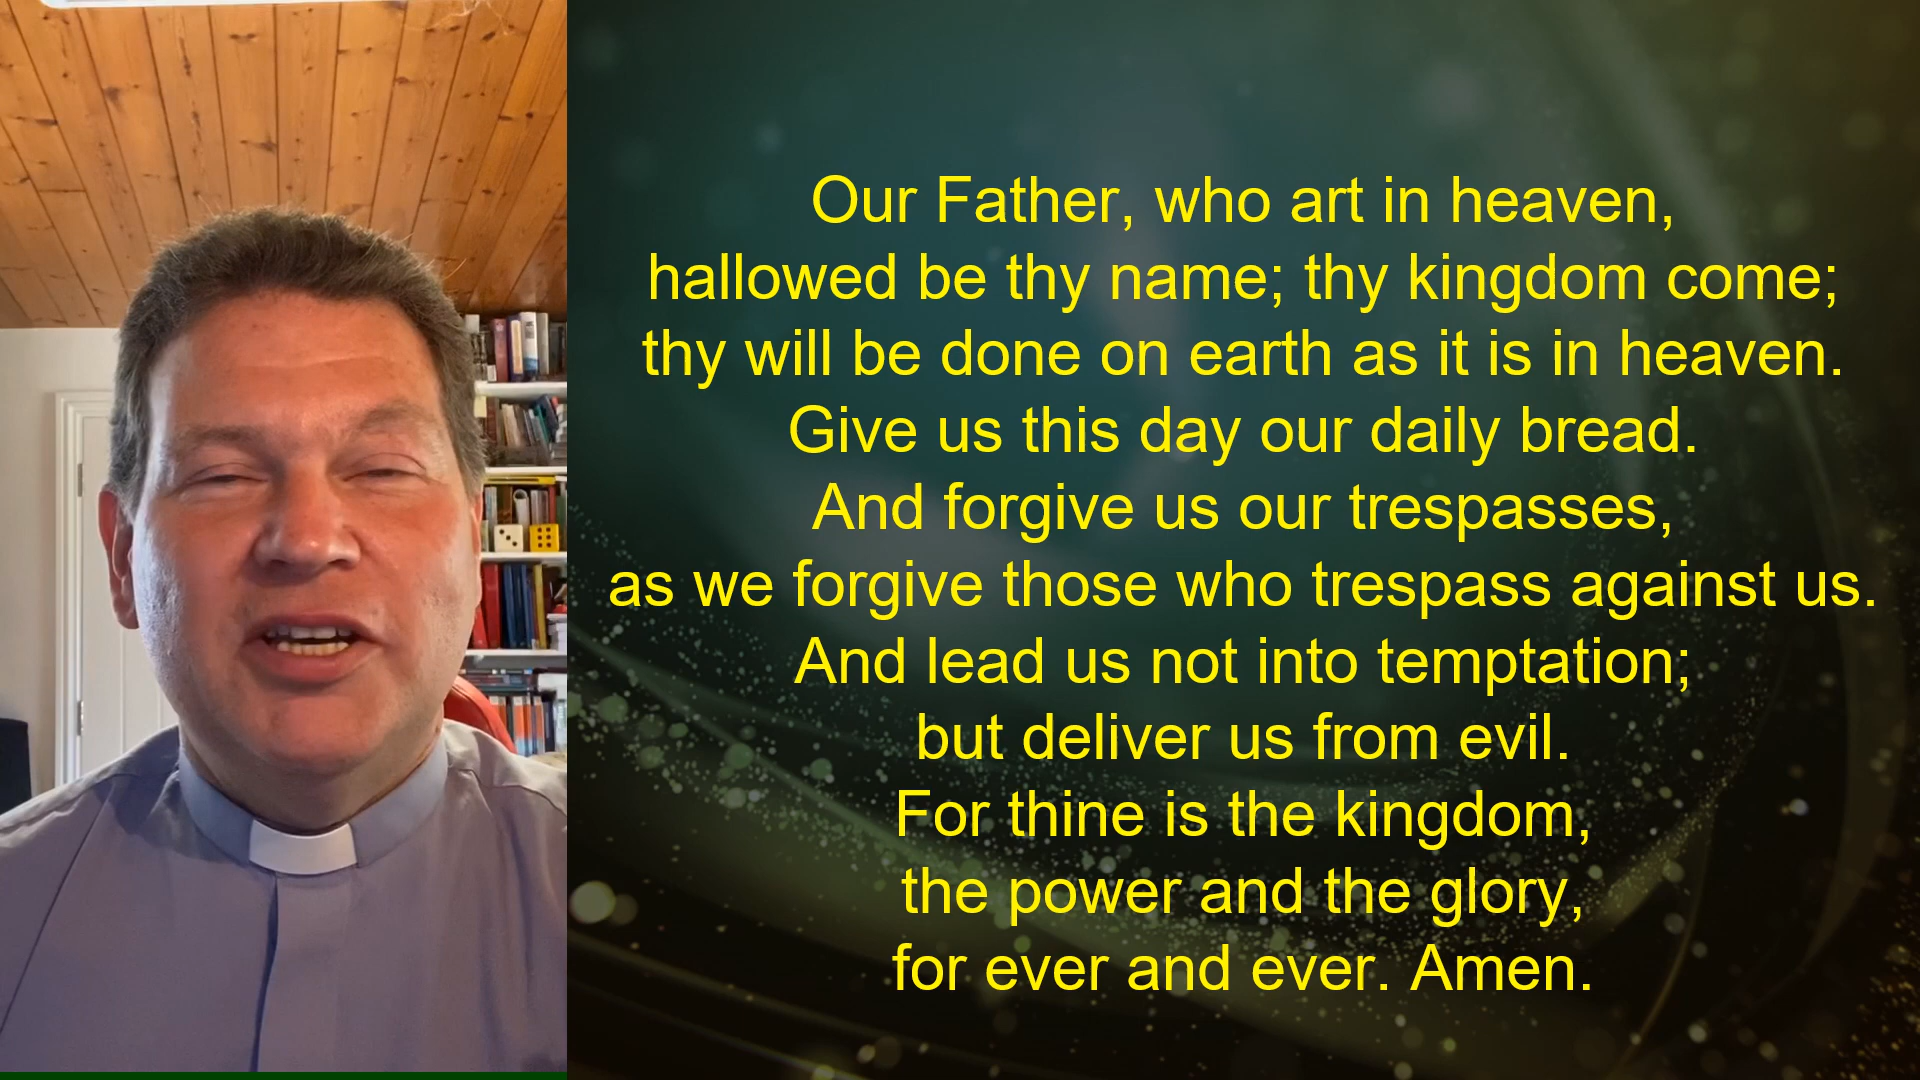 Our Father, who art in heaven,
hallowed be thy name; thy kingdom come;
thy will be done on earth as it is in heaven.
Give us this day our daily bread.
And forgive us our trespasses,
as we forgive those who trespass against us.
And lead us not into temptation;
but deliver us from evil.
For thine is the kingdom,
the power and the glory,
for ever and ever. Amen.